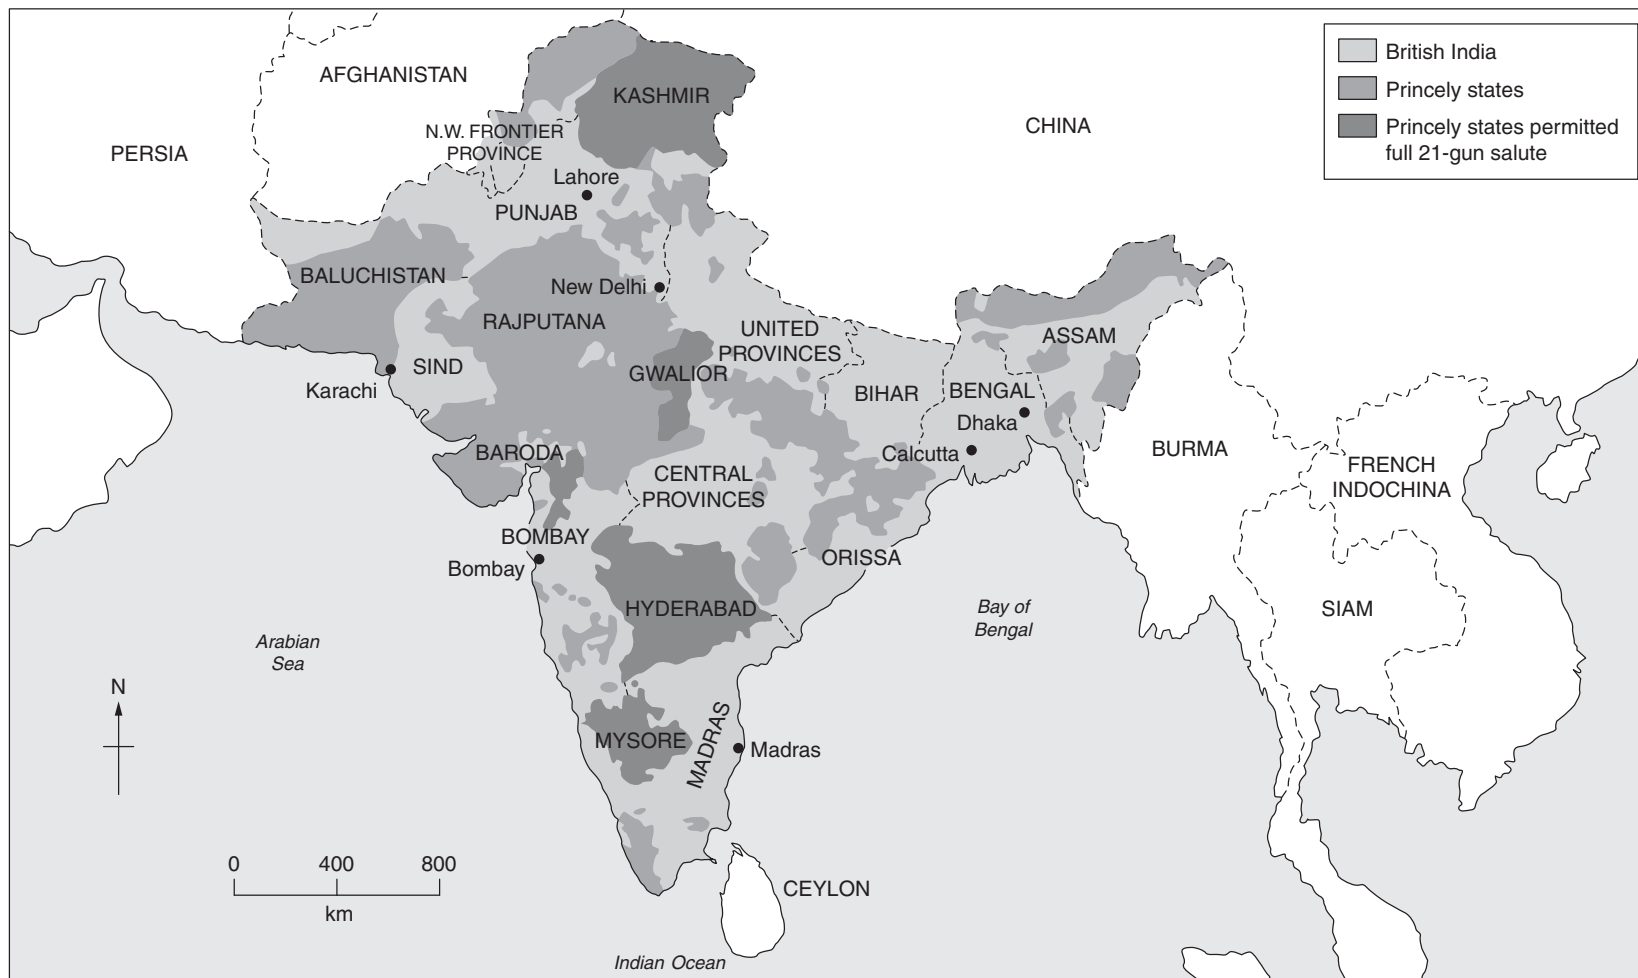 British India
Princely states
Princely states permitted
full 21-gun salute
AFGHANISTAN
KASHMIR
CHINA
PERSIA
N.W. FRONTIER
PROVINCE
Lahore
PUNJAB
BALUCHISTAN
New Delhi
RAJPUTANA
UNITED
PROVINCES
ASSAM
SIND
GWALIOR
Karachi
BIHAR
BENGAL
Dhaka
BARODA
Calcutta
BURMA
CENTRAL
PROVINCES
FRENCH
INDOCHINA
BOMBAY
Bombay
ORISSA
HYDERABAD
Bay of
Bengal
SIAM
Arabian
Sea
N
MYSORE
MADRAS
Madras
0 400 800
km
CEYLON
Indian Ocean